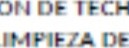 ON DE TECH
LIMPIEZA DE